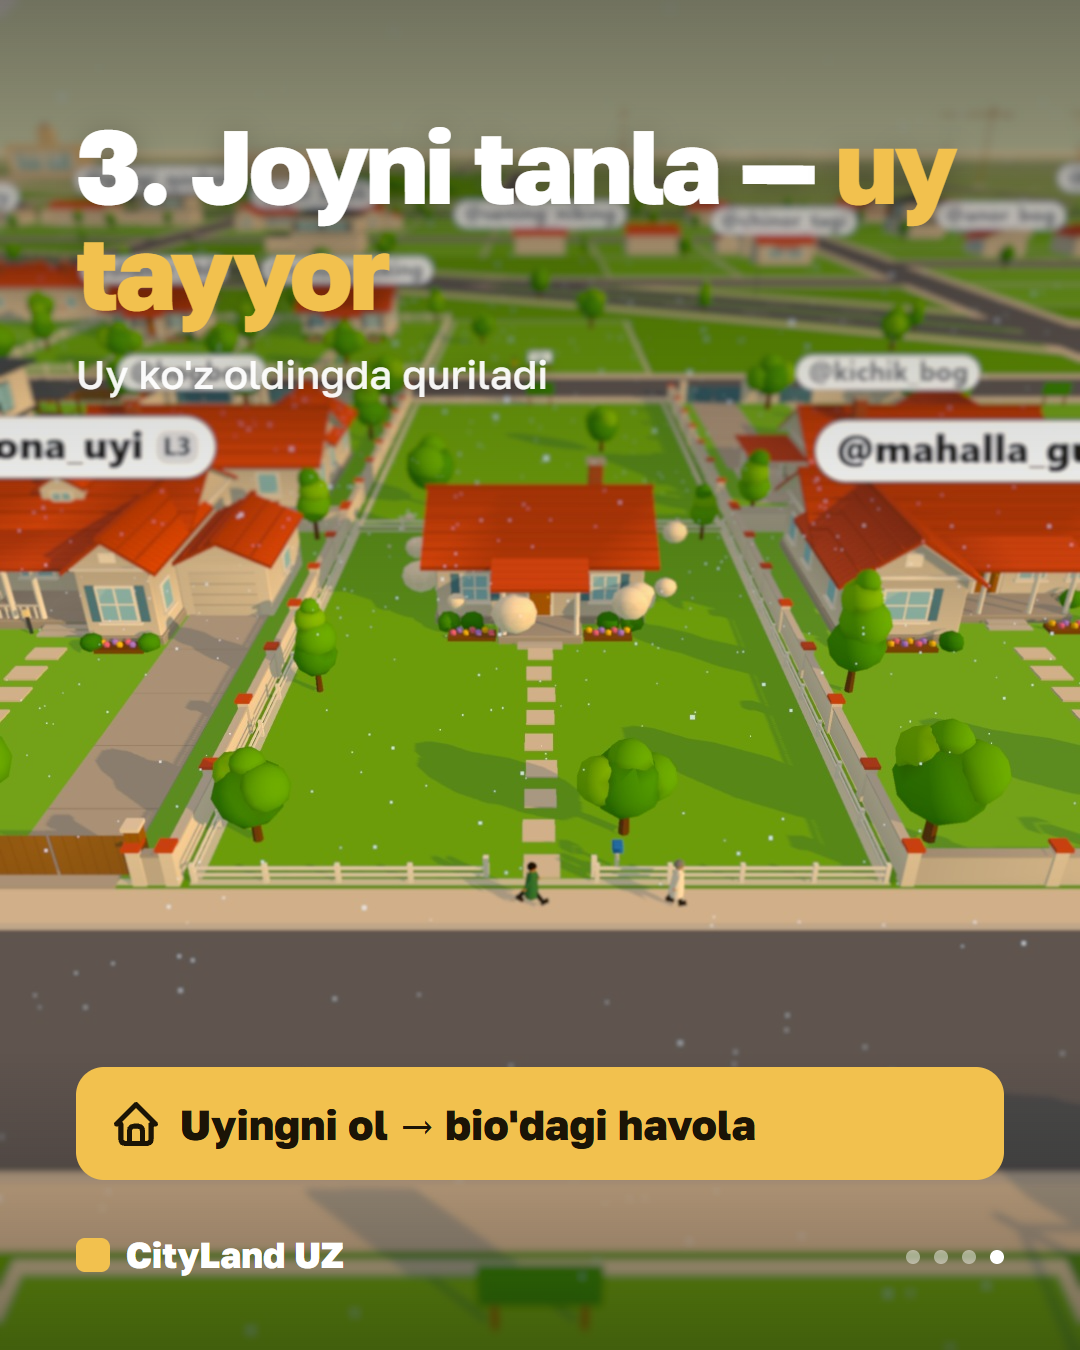 3. Joyni tanla – uy
tayyor
Uy ko'z oldingda quriladi
@kichik_bog
ona_uyi L3
@mahalla_gu
Uyingni ol → bio'dagi havola
CityLand UZ